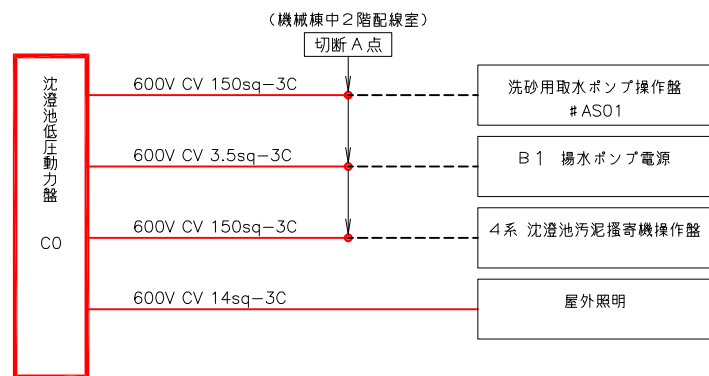 （機械棟中２階配線室）
切断Ａ点
沈澄池低圧動力盤
CO
600V CV 150sq-3C
洗砂用取水ポンプ操作盤
＃AS01
600V CV 3.5sq-3C
Ｂ１　揚水ポンプ電源
600V CV 150sq-3C
４系 沈澄池汚泥掻寄機操作盤
600V CV 14sq-3C
屋外照明